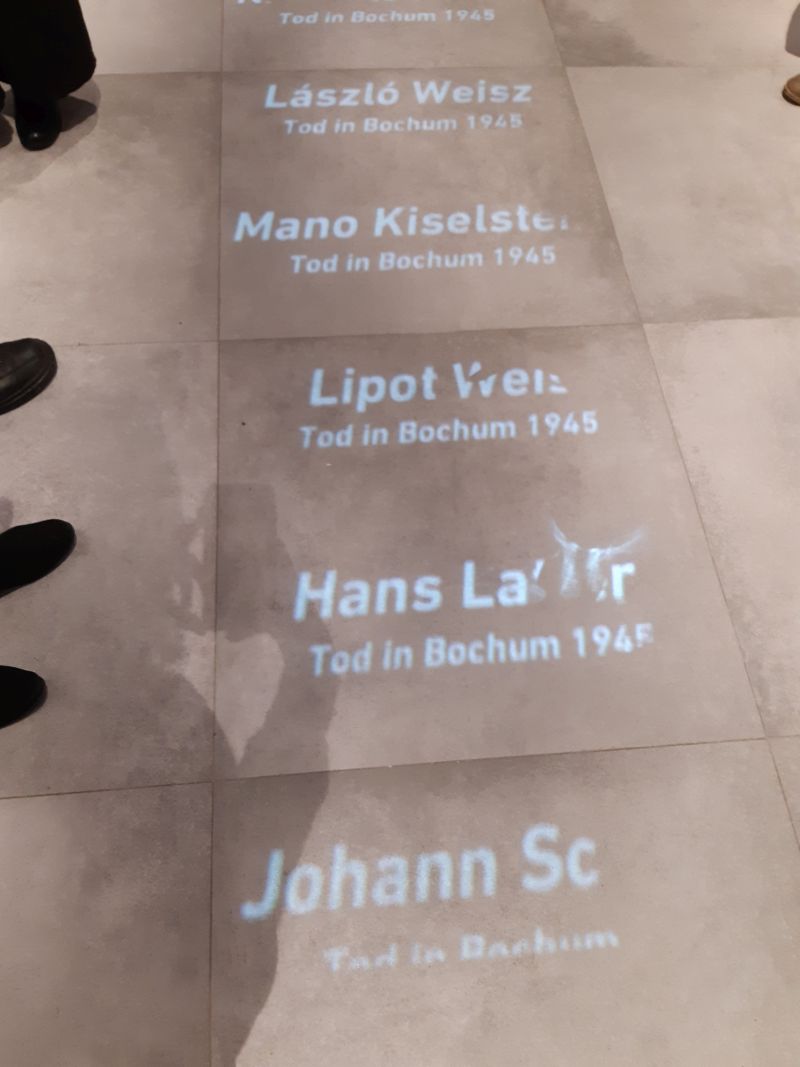 Tod in Bochum 1945
László Weisz
Tod in Bochum 1945
Mano
Tod in Bochum 1945
Lipot
Tod in Bochum 1945
Hans
Tod in Bochum 1945
Johann
Tod in Bochum